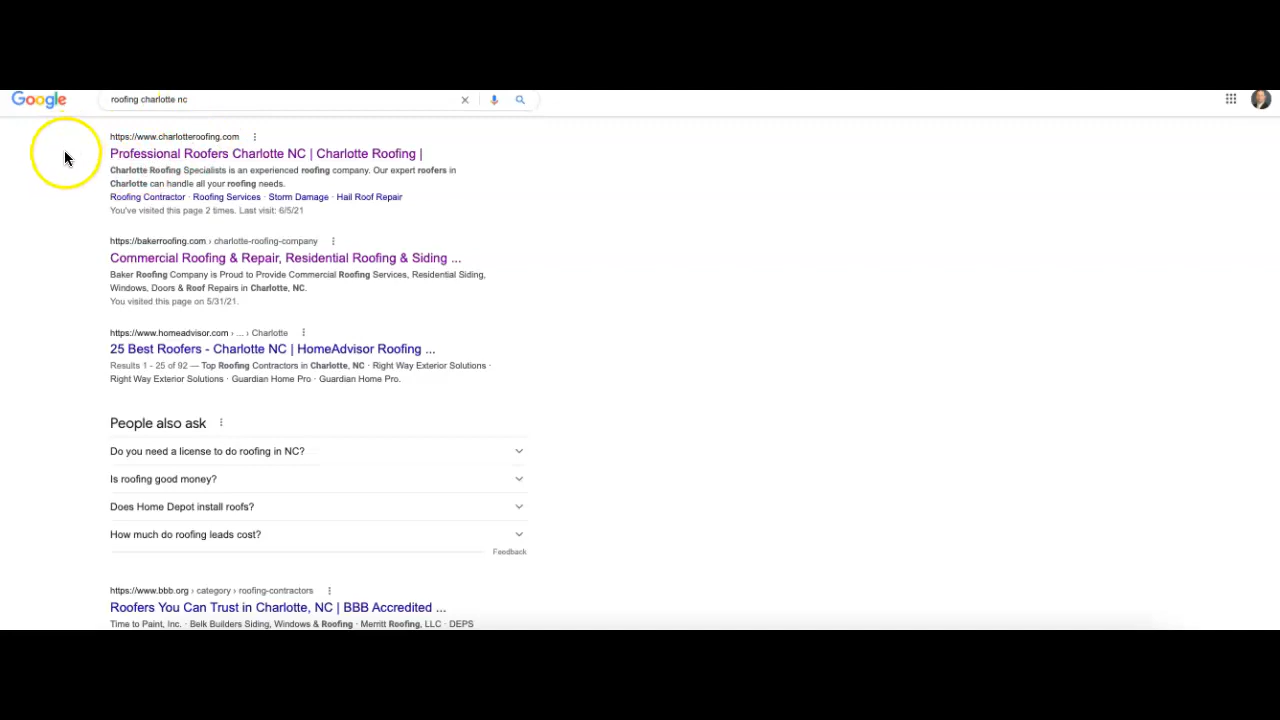 Google
roofing charlotte nc
https://www.charlotteroofing.com
Professional Roofers Charlotte NC | Charlotte Roofing |
Charlotte Roofing Specialists is an experienced roofing company. Our expert roofers in
Charlotte can handle all your roofing needs.
Roofing Contractor · Roofing Services · Storm Damage · Hail Roof Repair
You've visited this page 2 times. Last visit: 6/5/21
https://bakerroofing.com › charlotte-roofing-company
Commercial Roofing & Repair, Residential Roofing & Siding ...
Baker Roofing Company is Proud to Provide Commercial Roofing Services, Residential Siding,
Windows, Doors & Roof Repairs in Charlotte, NC.
You visited this page on 5/31/21.
https://www.homeadvisor.com › ... › Charlotte
25 Best Roofers - Charlotte NC | HomeAdvisor Roofing ...
Results 1 - 25 of 92 — Top Roofing Contractors in Charlotte, NC · Right Way Exterior Solutions ·
Right Way Exterior Solutions · Guardian Home Pro · Guardian Home Pro.
People also ask
Do you need a license to do roofing in NC?
Is roofing good money?
Does Home Depot install roofs?
How much do roofing leads cost?
Feedback
https://www.bbb.org › category › roofing-contractors
Roofers You Can Trust in Charlotte, NC | BBB Accredited ...
Time to Paint, Inc. · Belk Builders Siding, Windows & Roofing · Merritt Roofing, LLC · DEPS